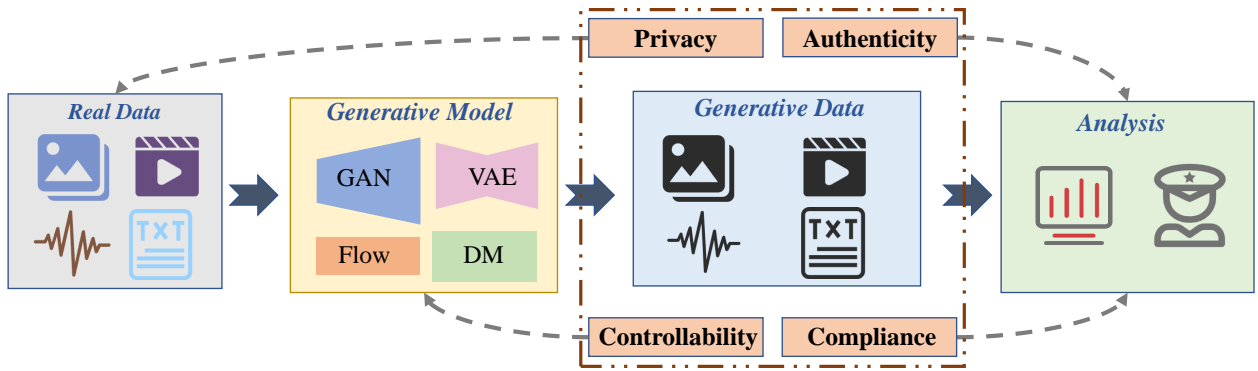 Privacy
Authenticity
Real Data
Generative Model
Generative Data
Analysis
GAN
VAE
TXT
TXT
Flow
DM
Controllability
Compliance